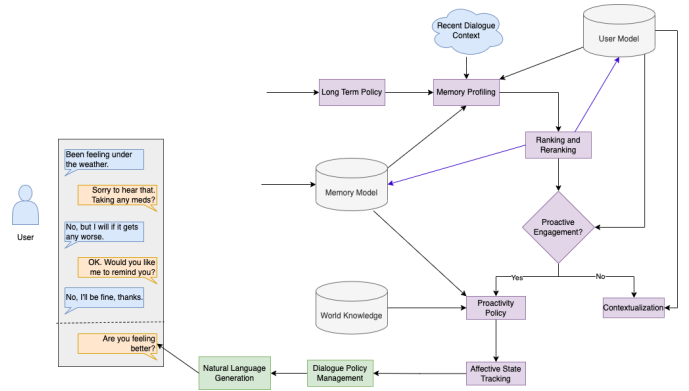 Recent Dialogue
Context
User Model
Long Term Policy
Memory Profiling
Ranking and
Reranking
Been feeling under
the weather.
Sorry to hear that.
Taking any meds?
No, but I will if it gets
any worse.
OK. Would you like
me to remind you?
No, I'll be fine, thanks.
Are you feeling
better?
User
Memory Model
Proactive
Engagement?
Yes
No
World Knowledge
Proactivity
Policy
Contextualization
Natural Language
Generation
Dialogue Policy
Management
Affective State
Tracking